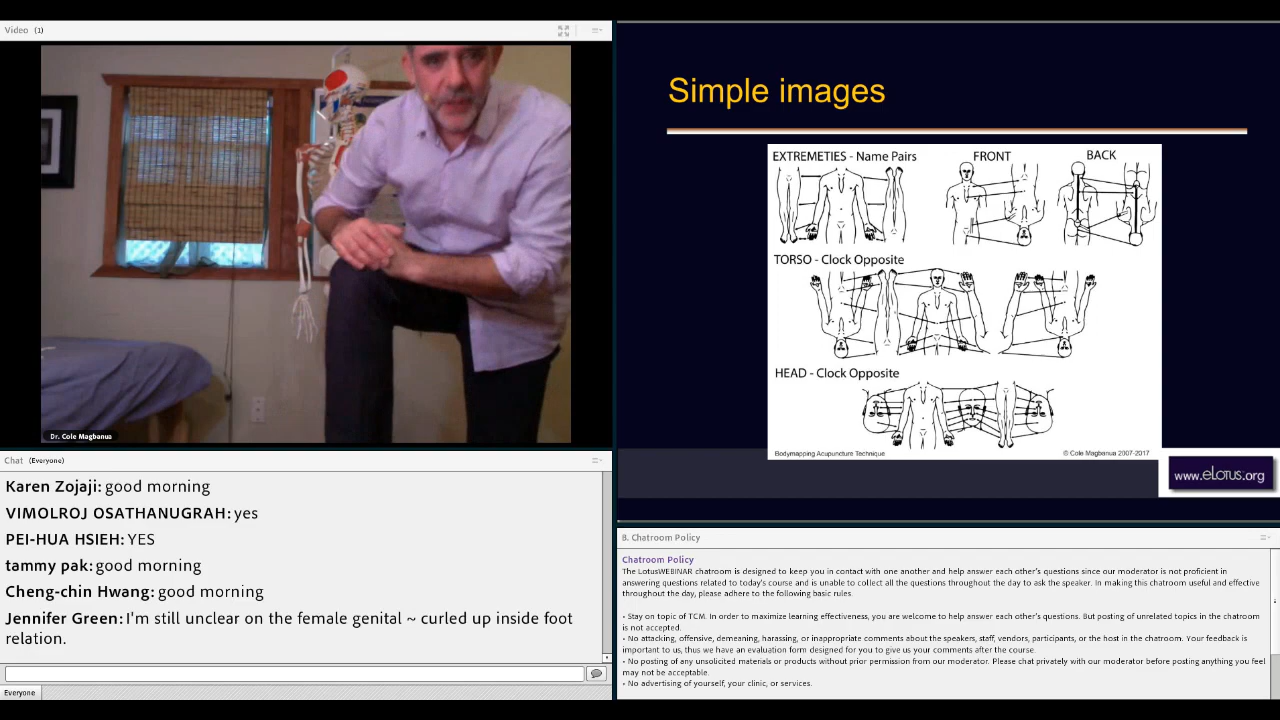 Video (1)
Dr. Cole Magbanua
Simple images
EXTREMETIES - Name Pairs
FRONT
BACK
TORSO - Clock Opposite
HEAD - Clock Opposite
Bodymapping Acupuncture Technique
© Cole Magbanua 2007-2017
www.eLotus.org
Chat (Everyone)
Karen Zojaji: good morning
VIMOLROJ OSATHANUGRAH: yes
PEI-HUA HSIEH: YES
tammy pak: good morning
Cheng-chin Hwang: good morning
Jennifer Green: I'm still unclear on the female genital ~ curled up inside foot
relation.
Everyone
8. Chatroom Policy
Chatroom Policy
The LotusWEBINAR chatroom is designed to keep you in contact with one another and help answer each other's questions since our moderator is not proficient in
answering questions related to today's course and is unable to collect all the questions throughout the day to ask the speaker. In making this chatroom useful and effective
throughout the day, please adhere to the following basic rules.
• Stay on topic of TCM. In order to maximize learning effectiveness, you are welcome to help answer each other's questions. But posting of unrelated topics in the chatroom
is not accepted.
• No attacking, offensive, demeaning, harassing, or inappropriate comments about the speakers, staff, vendors, participants, or the host in the chatroom. Your feedback is
important to us, thus we have an evaluation form designed for you to give us your comments after the course.
• No posting of any unsolicited materials or products without prior permission from our moderator. Please chat privately with our moderator before posting anything you feel
may not be acceptable.
• No advertising of yourself, your clinic, or services.